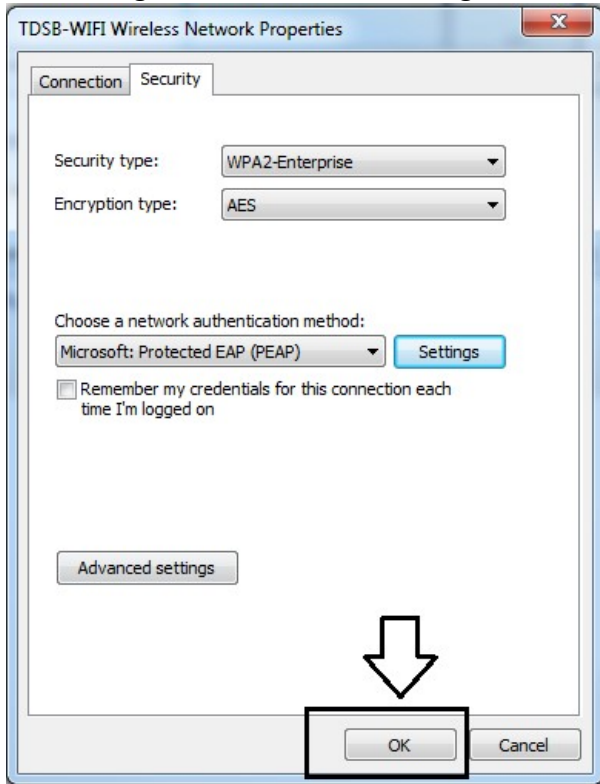 TDSB-WIFI Wireless Network Properties
X
Connection Security
Security type: WPA2-Enterprise
Encryption type: AES
Choose a network authentication method:
Microsoft: Protected EAP (PEAP) Settings
Remember my credentials for this connection each
time I'm logged on
Advanced settings
OK Cancel